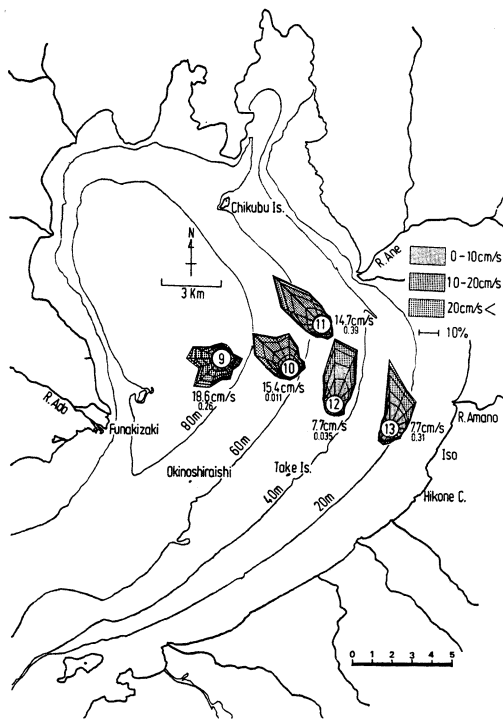 Chikubu Is.
N
3 Km
R. Ane
0-10cm/s
10-20cm/s
20cm/s<
10%
11
14.7cm/s
0.39
9
18.6cm/s
0.26
10
15.4cm/s
0.011
12
7.7cm/s
0.035
13
7.7cm/s
0.31
R. Ado
Funakizaki
80m
60m
40m
20m
Okinoshiraishi
Take Is.
R. Amano
Iso
Hikone C.
0 1 2 3 4 5